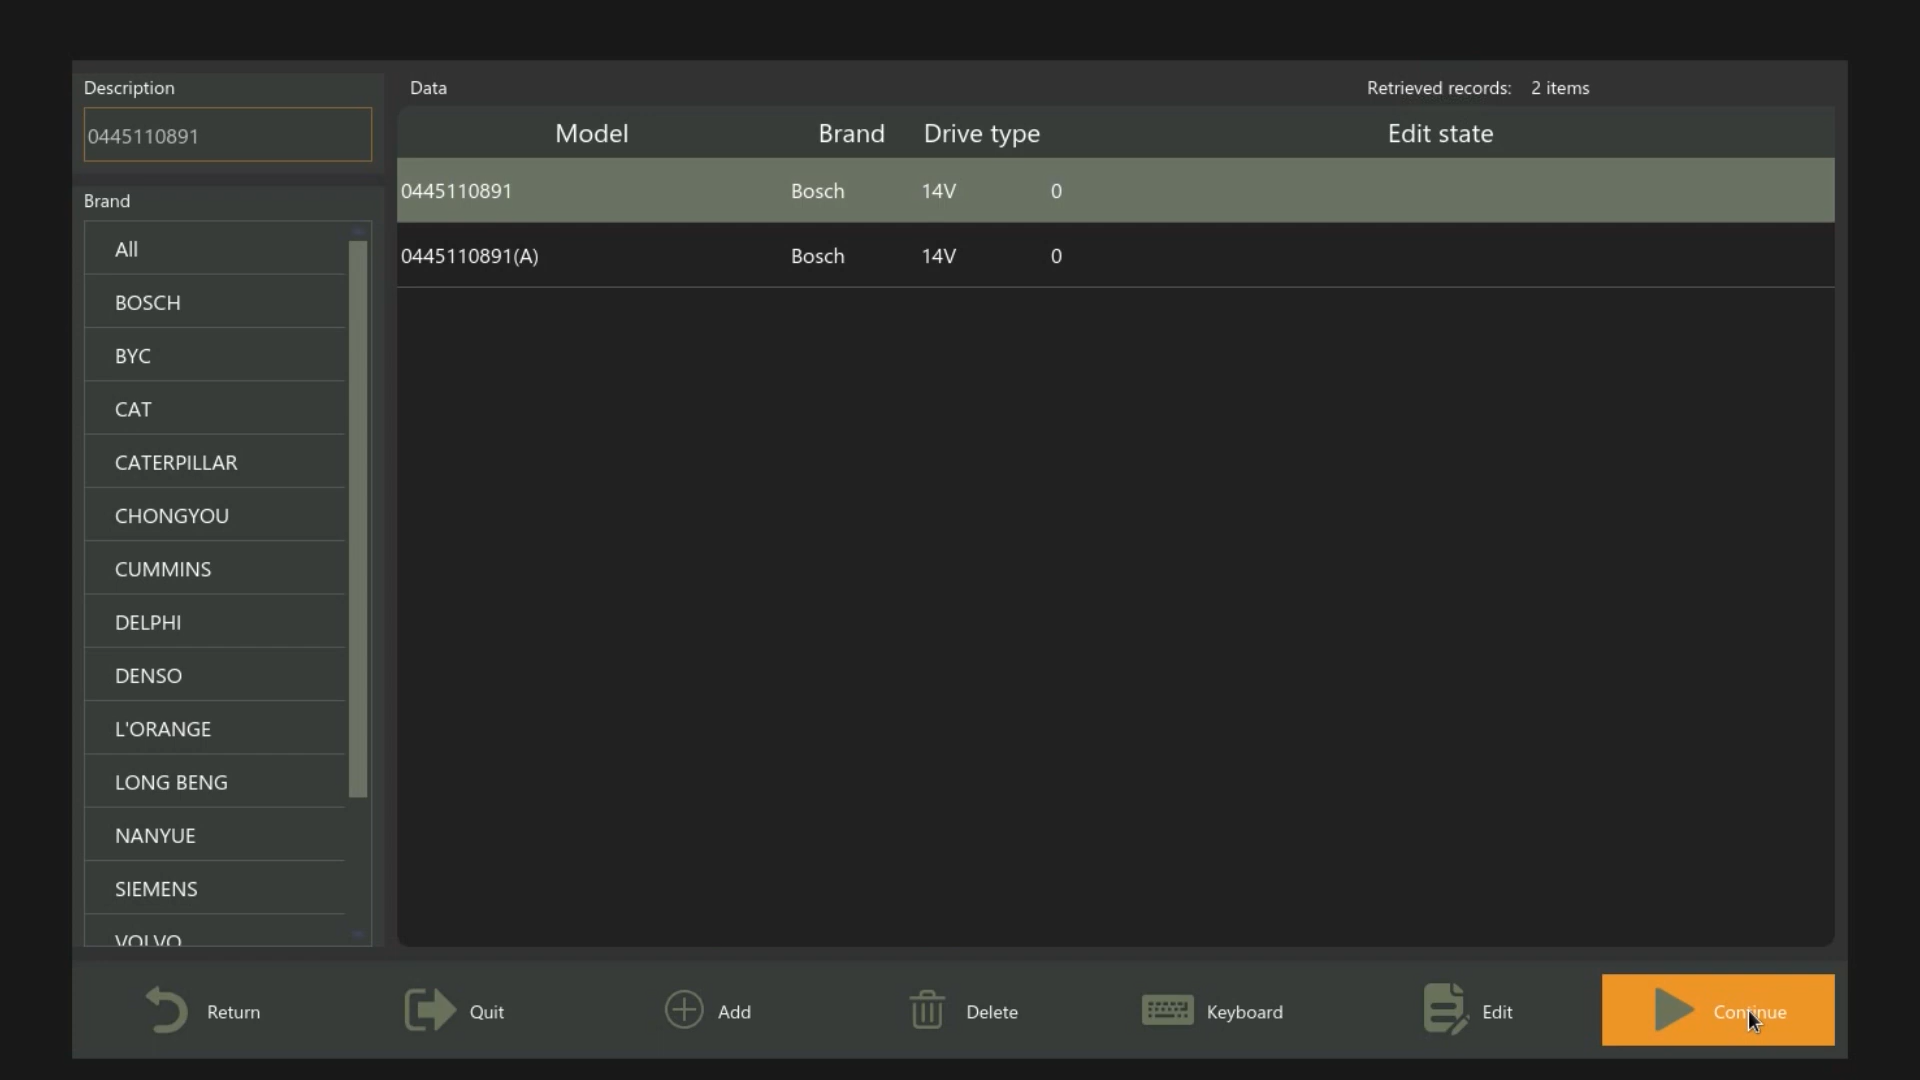 Description
0445110891
Brand
All
BOSCH
BYC
CAT
CATERPILLAR
CHONGYOU
CUMMINS
DELPHI
DENSO
L'ORANGE
LONG BENG
NANYUE
SIEMENS
VOLVO
Data
Retrieved records: 2 items
Model Brand Drive type Edit state
0445110891 Bosch 14V 0
0445110891(A) Bosch 14V 0
Return Quit Add Delete Keyboard Edit Continue